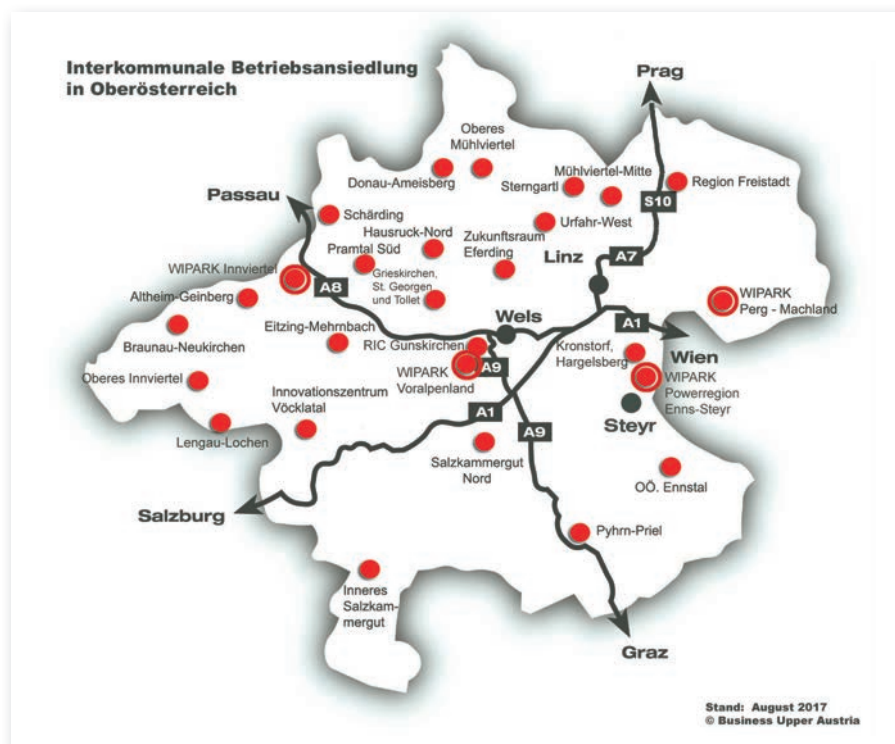 Interkommunale Betriebsansiedlung
in Oberösterreich
Prag
Oberes
Mühlviertel
Donau-Ameisberg
Mühlviertel-Mitte
Sterngartl
Region Freistadt
Passau
S10
Schärding
Urfahr-West
Hausruck-Nord
Zukunftsraum
Eferding
Pramtal Süd
Linz
A7
WIPARK Innviertel
Grieskirchen,
St. Georgen
und Tollet
A8
Altheim-Geinberg
WIPARK
Perg - Machland
Wels
A1
Eitzing-Mehrnbach
Braunau-Neukirchen
RIC Gunskirchen
Kronstorf,
Hargelsberg
Wien
A9
WIPARK
Voralpenland
Oberes Innviertel
WIPARK
Powerregion
Enns-Steyr
Innovationszentrum
Vöcklatal
A1
Steyr
Lengau-Lochen
A9
Salzkammergut
Nord
OÖ. Ennstal
Salzburg
Pyhrn-Priel
Inneres
Salzkam-
mergut
Graz
Stand: August 2017
© Business Upper Austria